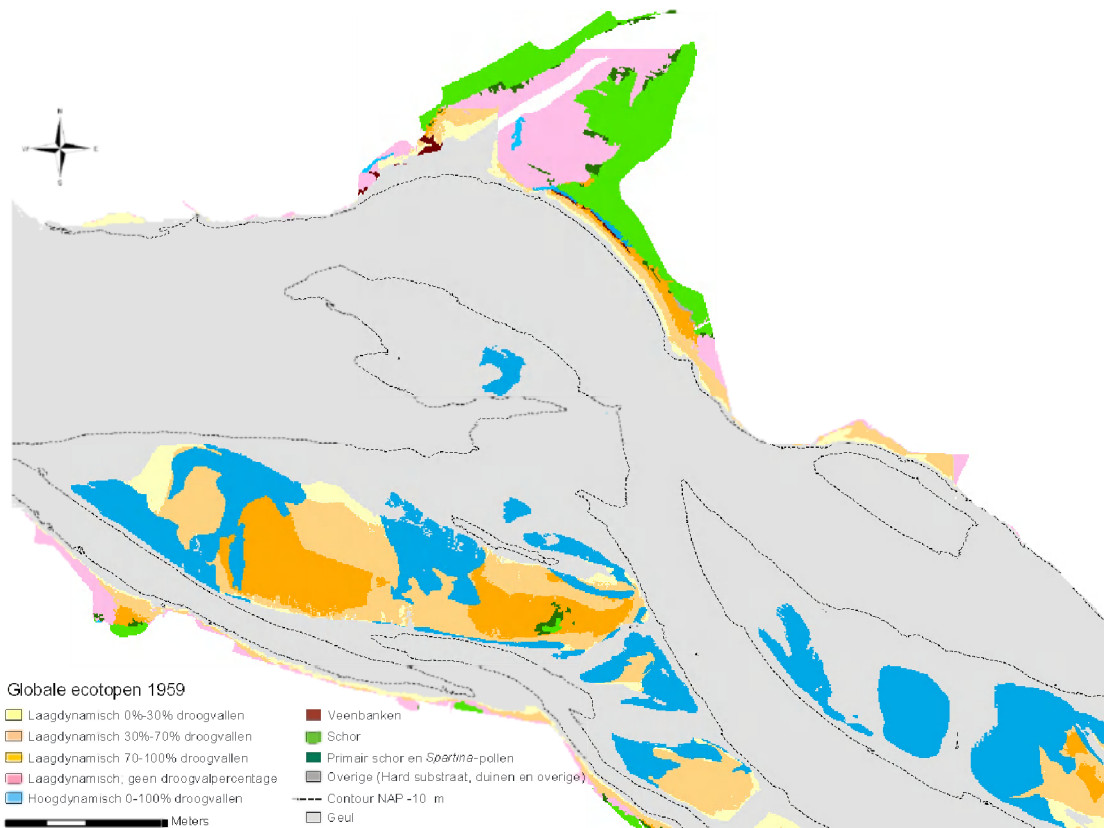 N
W E
S
Globale ecotopen 1959
Laagdynamisch 0%-30% droogvallen
Laagdynamisch 30%-70% droogvallen
Laagdynamisch 70-100% droogvallen
Laagdynamisch; geen droogvalpercentage
Hoogdynamisch 0-100% droogvallen
Meters
Veenbanken
Schor
Primair schor en Spartina-pollen
Overige (Hard substraat, duinen en overige)
Contour NAP -10 m
Geul